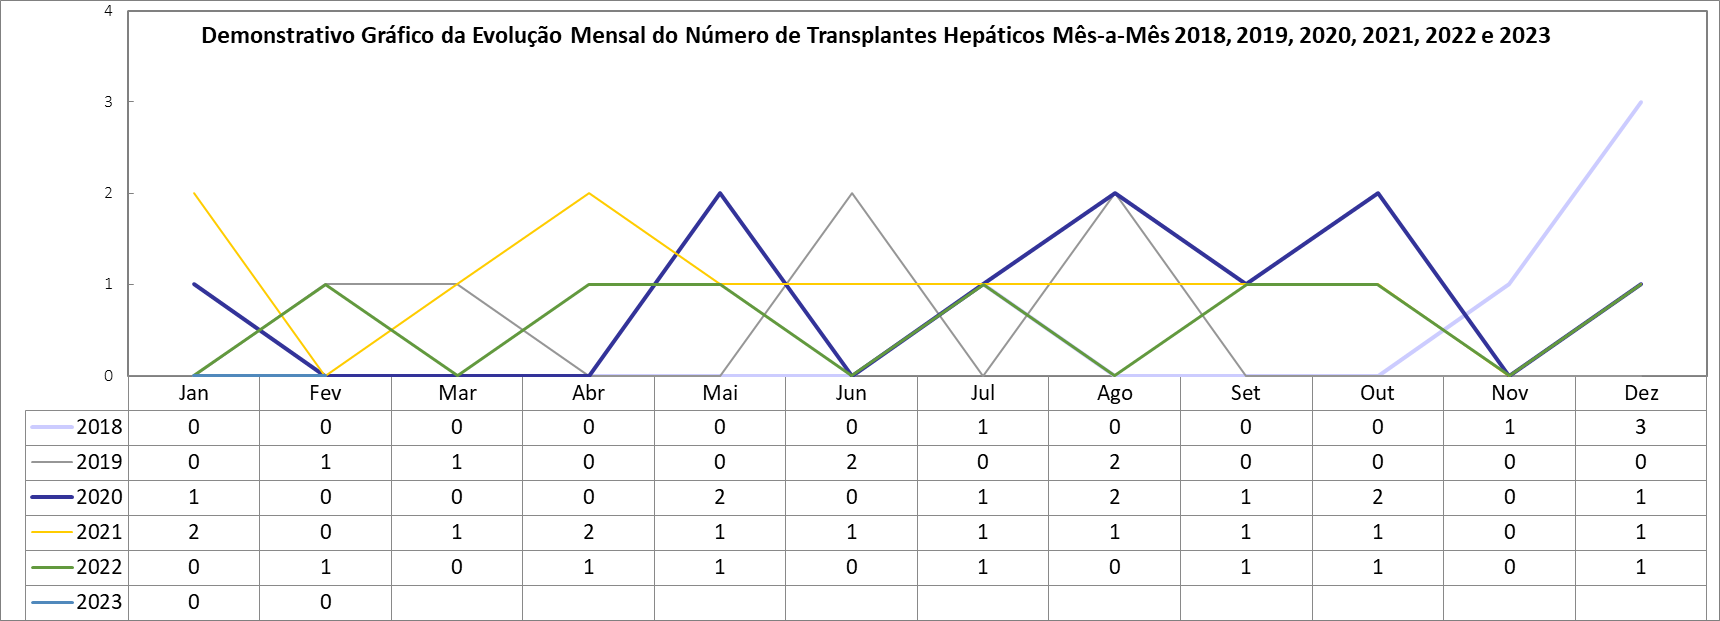 Demonstrativo Gráfico da Evolução Mensal do Número de Transplantes Hepáticos Mês-a-Mês 2018, 2019, 2020, 2021, 2022 e 2023
4
3
2
1
0
Jan Fev Mar Abr Mai Jun Jul Ago Set Out Nov Dez
2018 0 0 0 0 0 0 1 0 0 0 1 3
2019 0 1 1 0 0 2 0 2 0 0 0 0
2020 1 0 0 0 2 0 1 2 1 2 0 1
2021 2 0 1 2 1 1 1 1 1 1 0 1
2022 0 1 0 1 1 0 1 0 1 1 0 1
2023 0 0